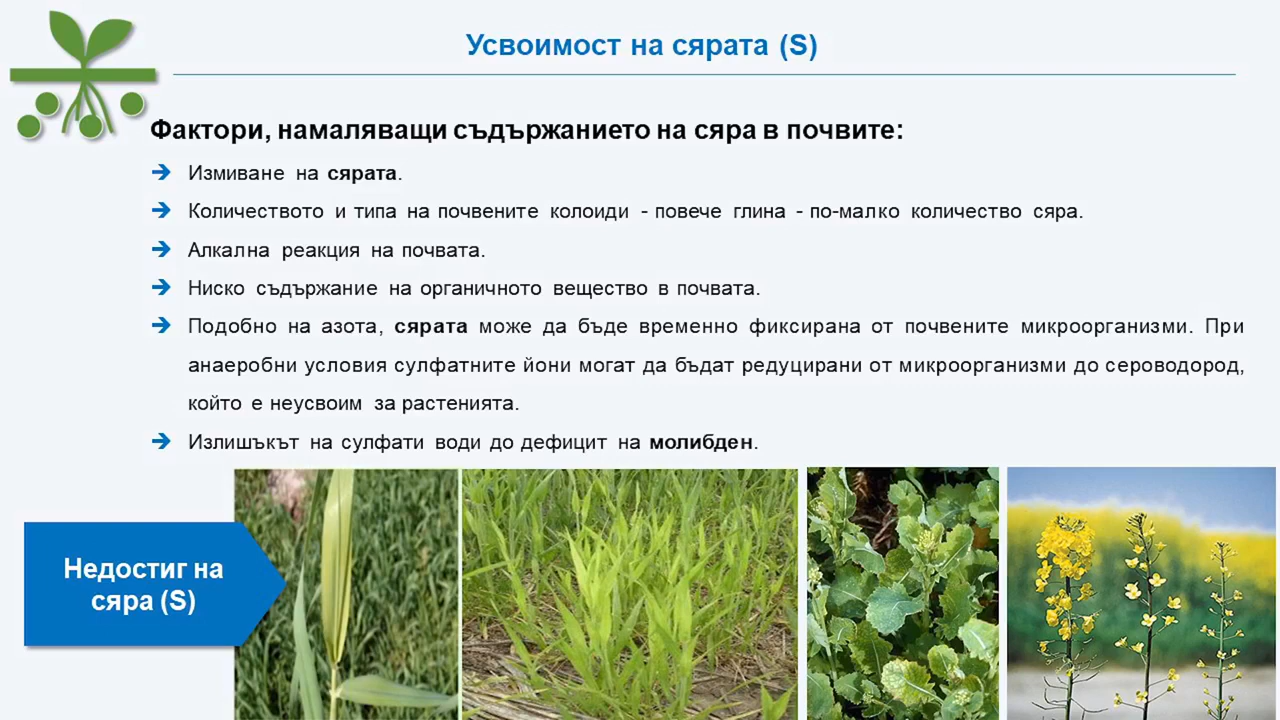 Усвоимост на сярата (S)
Фактори, намаляващи съдържанието на сяра в почвите:
Измиване на сярата.
Количеството и типа на почвените колоиди - повече глина - по-малко количество сяра.
Алкална реакция на почвата.
Ниско съдържание на органичното вещество в почвата.
Подобно на азота, сярата може да бъде временно фиксирана от почвените микроорганизми. При
анаеробни условия сулфатните йони могат да бъдат редуцирани от микроорганизми до сероводород,
който е неусвоим за растенията.
Излишъкът на сулфати води до дефицит на молибден.
Недостиг на
сяра (S)